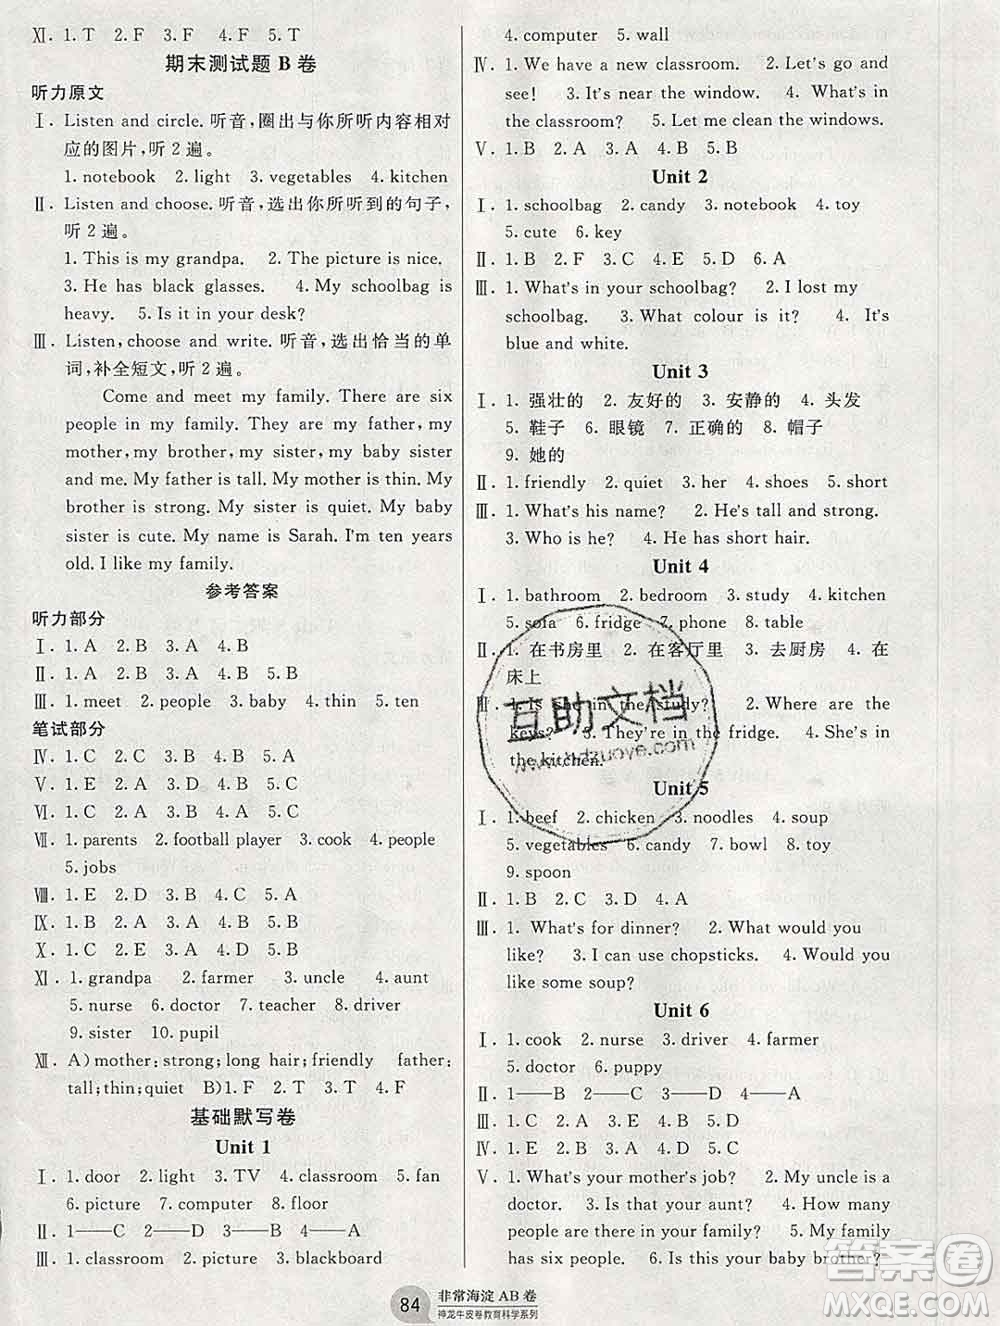 Ⅺ. 1. T 2. F 3. F 4. F 5. T
期末测试题 B 卷
听力原文
Ⅰ. Listen and circle. 听音,圈出与你所听内容相对
应的图片,听 2 遍。
1. notebook 2. light 3. vegetables 4. kitchen
Ⅱ. Listen and choose. 听音,选出你所听到的句子,
听 2 遍。
1. This is my grandpa. 2. The picture is nice.
3. He has black glasses. 4. My schoolbag is
heavy. 5. Is it in your desk?
Ⅲ. Listen, choose and write. 听音,选出恰当的单
词,补全短文,听 2 遍。
Come and meet my family. There are six
people in my family. They are my father, my
mother, my brother, my sister, my baby sister
and me. My father is tall. My mother is thin. My
brother is strong. My sister is quiet. My baby
sister is cute. My name is Sarah. I'm ten years
old. I like my family.
参考答案
听力部分
Ⅰ. 1. A 2. B 3. A 4. B
Ⅱ. 1. A 2. B 3. A 4. A 5. B
Ⅲ. 1. meet 2. people 3. baby 4. thin 5. ten
笔试部分
Ⅳ. 1. C 2. C 3. B 4. A 5. C
Ⅴ. 1. E 2. A 3. D 4. B 5. C
Ⅵ. 1. B 2. A 3. A 4. B 5. C
Ⅶ. 1. parents 2. football player 3. cook 4. people
5. jobs
Ⅷ. 1. E 2. D 3. B 4. C 5. A
Ⅸ. 1. B 2. A 3. A 4. B 5. A
Ⅹ. 1. C 2. B 3. A 4. B 5. C
Ⅺ. 1. grandpa 2. farmer 3. uncle 4. aunt
5. nurse 6. doctor 7. teacher 8. driver
9. sister 10. pupil
Ⅻ. A) mother: strong; long hair; friendly father:
tall; thin; quiet B)1. F 2. T 3. T 4. F
基础默写卷
Unit 1
Ⅰ. 1. door 2. light 3. TV 4. classroom 5. fan
6. picture 7. computer 8. floor
Ⅱ. 1——C 2——D 3——B 4——A
Ⅲ. 1. classroom 2. picture 3. blackboard
4. computer 5. wall
Ⅳ. 1. We have a new classroom. 2. Let's go and
see! 3. It's near the window. 4. What's in
the classroom? 5. Let me clean the windows.
Ⅴ. 1. B 2. A 3. A 4. B 5. B
Unit 2
Ⅰ. 1. schoolbag 2. candy 3. notebook 4. toy
5. cute 6. key
Ⅱ. 1. B 2. F 3. C 4. E 5. D 6. A
Ⅲ. 1. What's in your schoolbag? 2. I lost my
schoolbag. 3. What colour is it? 4. It's
blue and white.
Unit 3
Ⅰ. 1. 强壮的 2. 友好的 3. 安静的 4. 头发
5. 鞋子 6. 眼镜 7. 正确的 8. 帽子
9. 她的
Ⅱ. 1. friendly 2. quiet 3. her 4. shoes 5. short
Ⅲ. 1. What's his name? 2. He's tall and strong.
3. Who is he? 4. He has short hair.
Unit 4
Ⅰ. 1. bathroom 2. bedroom 3. study 4. kitchen
5. sofa 6. fridge 7. phone 8. table
Ⅱ. 1. 在书房里 2. 在客厅里 3. 去厨房 4. 在
床上
Ⅲ. 1. Is she in the study? 2. Where are the
keys? 3. They're in the fridge. 4. She's in
the kitchen.
Unit 5
Ⅰ. 1. beef 2. chicken 3. noodles 4. soup
5. vegetables 6. candy 7. bowl 8. toy
9. spoon
Ⅱ. 1. B 2. C 3. D 4. A
Ⅲ. 1. What's for dinner? 2. What would you
like? 3. I can use chopsticks. 4. Would you
like some soup?
Unit 6
Ⅰ. 1. cook 2. nurse 3. driver 4. farmer
5. doctor 6. puppy
Ⅱ. 1——B 2——C 3——D 4——A
Ⅲ. 1. C 2. A 3. C 4. B 5. A
Ⅳ. 1. C 2. E 3. B 4. A 5. D
Ⅴ. 1. What's your mother's job? 2. My uncle is a
doctor. 3. Is that your aunt? 4. How many
people are there in your family? 5. My family
has six people. 6. Is this your baby brother?
84
非常海淀 AB 卷
神龙牛皮卷教育科学系列
互助文档
www.hdzuoye.com
答案圈
MXQE.COM